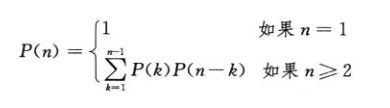 P(n) = { 1 如果 n = 1
∑_{k=1}^{n-1} P(k)P(n-k) 如果 n ⩾ 2